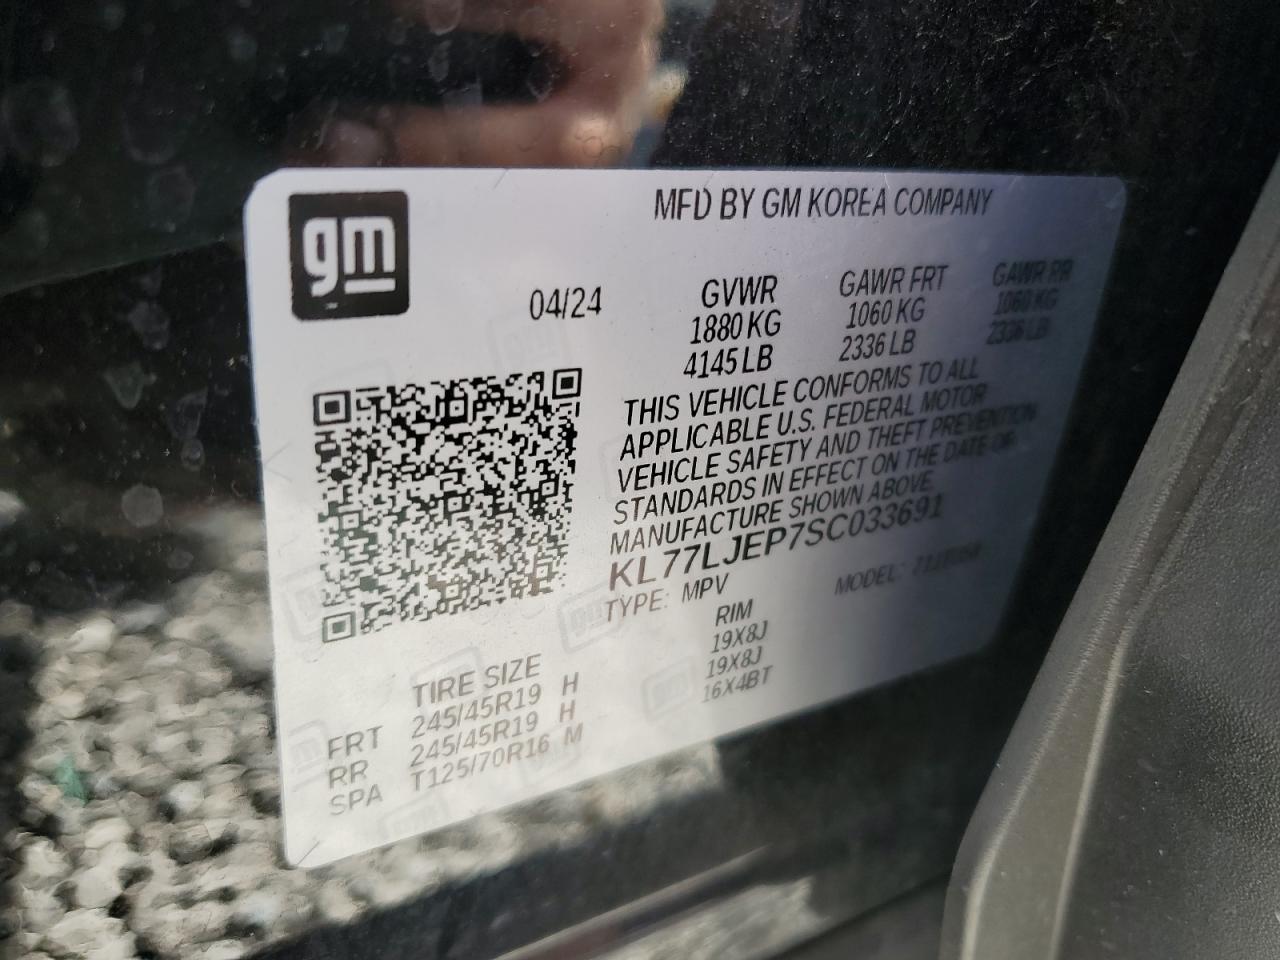 gm
MFD BY GM KOREA COMPANY
04/24
GVWR GAWR FRT GAWR RR
1880 KG 1060 KG 1060 KG
4145 LB 2336 LB 2336 LB
THIS VEHICLE CONFORMS TO ALL
APPLICABLE U.S. FEDERAL MOTOR
VEHICLE SAFETY AND THEFT PREVENTION
STANDARDS IN EFFECT ON THE DATE OF
MANUFACTURE SHOWN ABOVE.
KL77LJEP7SC033691
TYPE: MPV MODEL:
TIRE SIZE RIM
FRT 245/45R19 H 19X8J
RR 245/45R19 H 19X8J
SPA T125/70R16 M 16X4BT